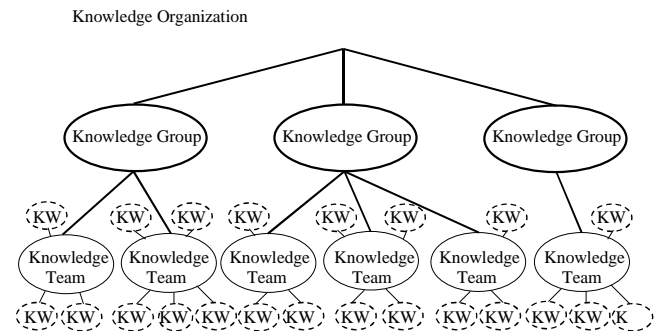 Knowledge Organization
Knowledge Group Knowledge Group Knowledge Group
KW KW KW KW KW KW KW KW
Knowledge Knowledge Knowledge Knowledge Knowledge Knowledge
Team Team Team Team Team Team
KW KW KW KW KW KW KW KW KW KW KW KW KW K